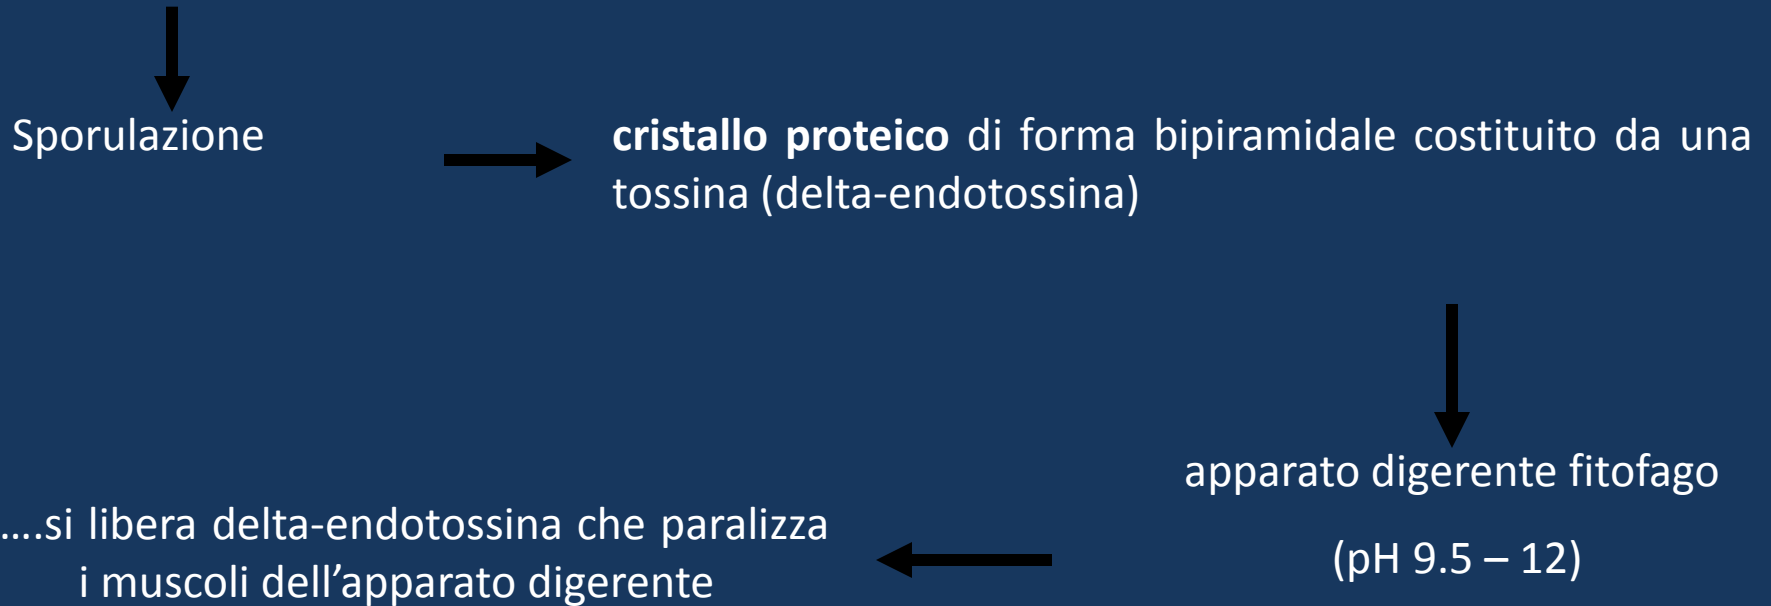 Sporulazione
cristallo proteico di forma bipiramidale costituito da una
tossina (delta-endotossina)
apparato digerente fitofago
(pH 9.5 – 12)
….si libera delta-endotossina che paralizza
i muscoli dell’apparato digerente